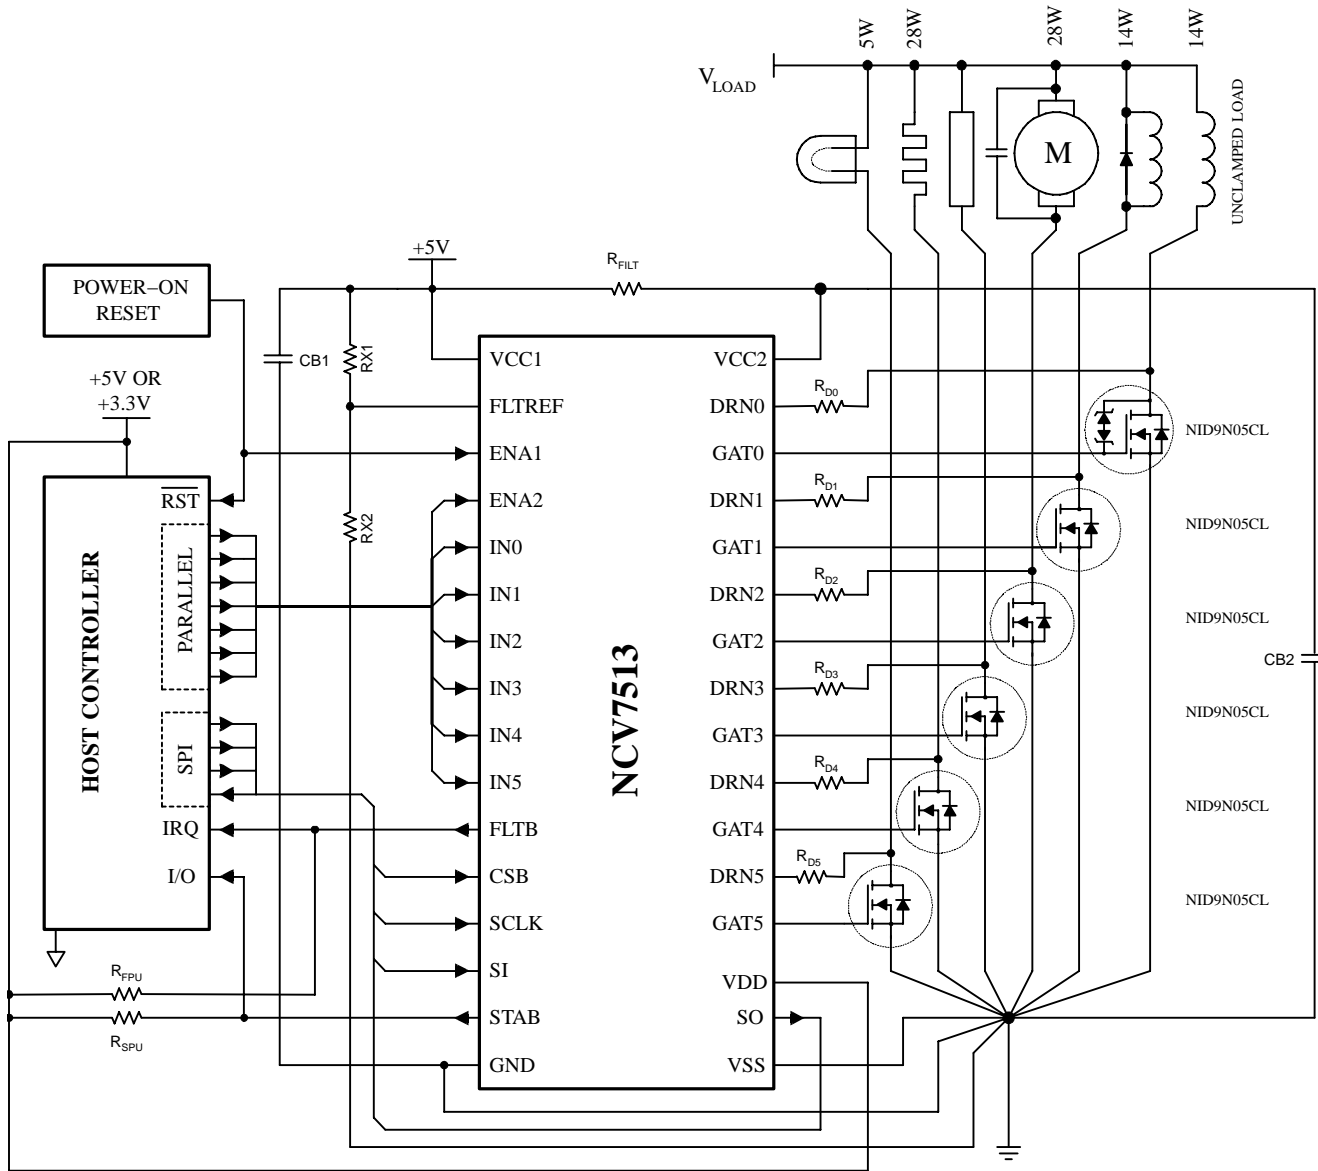 5W
28W
28W
14W
14W
V_LOAD
M
UNCLAMPED LOAD
+5V
R_FILT
POWER–ON
RESET
CB1
RX1
RX2
+5V OR
+3.3V
HOST CONTROLLER
RST
PARALLEL
SPI
IRQ
I/O
R_FPU
R_SPU
NCV7513
VCC1
FLTREF
ENA1
ENA2
IN0
IN1
IN2
IN3
IN4
IN5
FLTB
CSB
SCLK
SI
STAB
GND
VCC2
DRN0
GAT0
DRN1
GAT1
DRN2
GAT2
DRN3
GAT3
DRN4
GAT4
DRN5
GAT5
VDD
SO
VSS
R_D0
R_D1
R_D2
R_D3
R_D4
R_D5
NID9N05CL
NID9N05CL
NID9N05CL
NID9N05CL
NID9N05CL
NID9N05CL
CB2